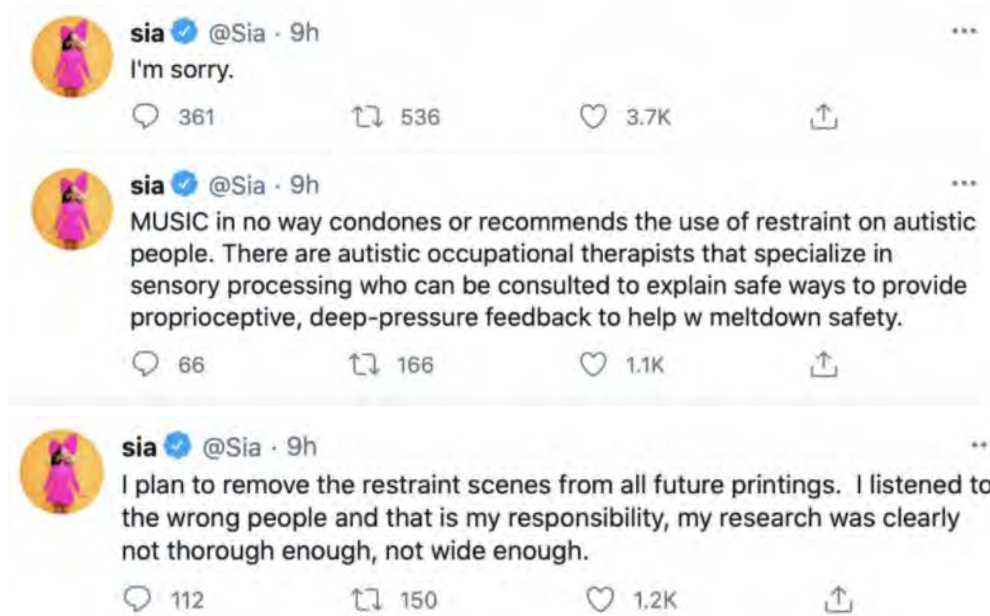 sia @Sia · 9h
I'm sorry.
361 536 3.7K
sia @Sia · 9h
MUSIC in no way condones or recommends the use of restraint on autistic
people. There are autistic occupational therapists that specialize in
sensory processing who can be consulted to explain safe ways to provide
proprioceptive, deep-pressure feedback to help w meltdown safety.
66 166 1.1K
sia @Sia · 9h
I plan to remove the restraint scenes from all future printings. I listened to
the wrong people and that is my responsibility, my research was clearly
not thorough enough, not wide enough.
112 150 1.2K